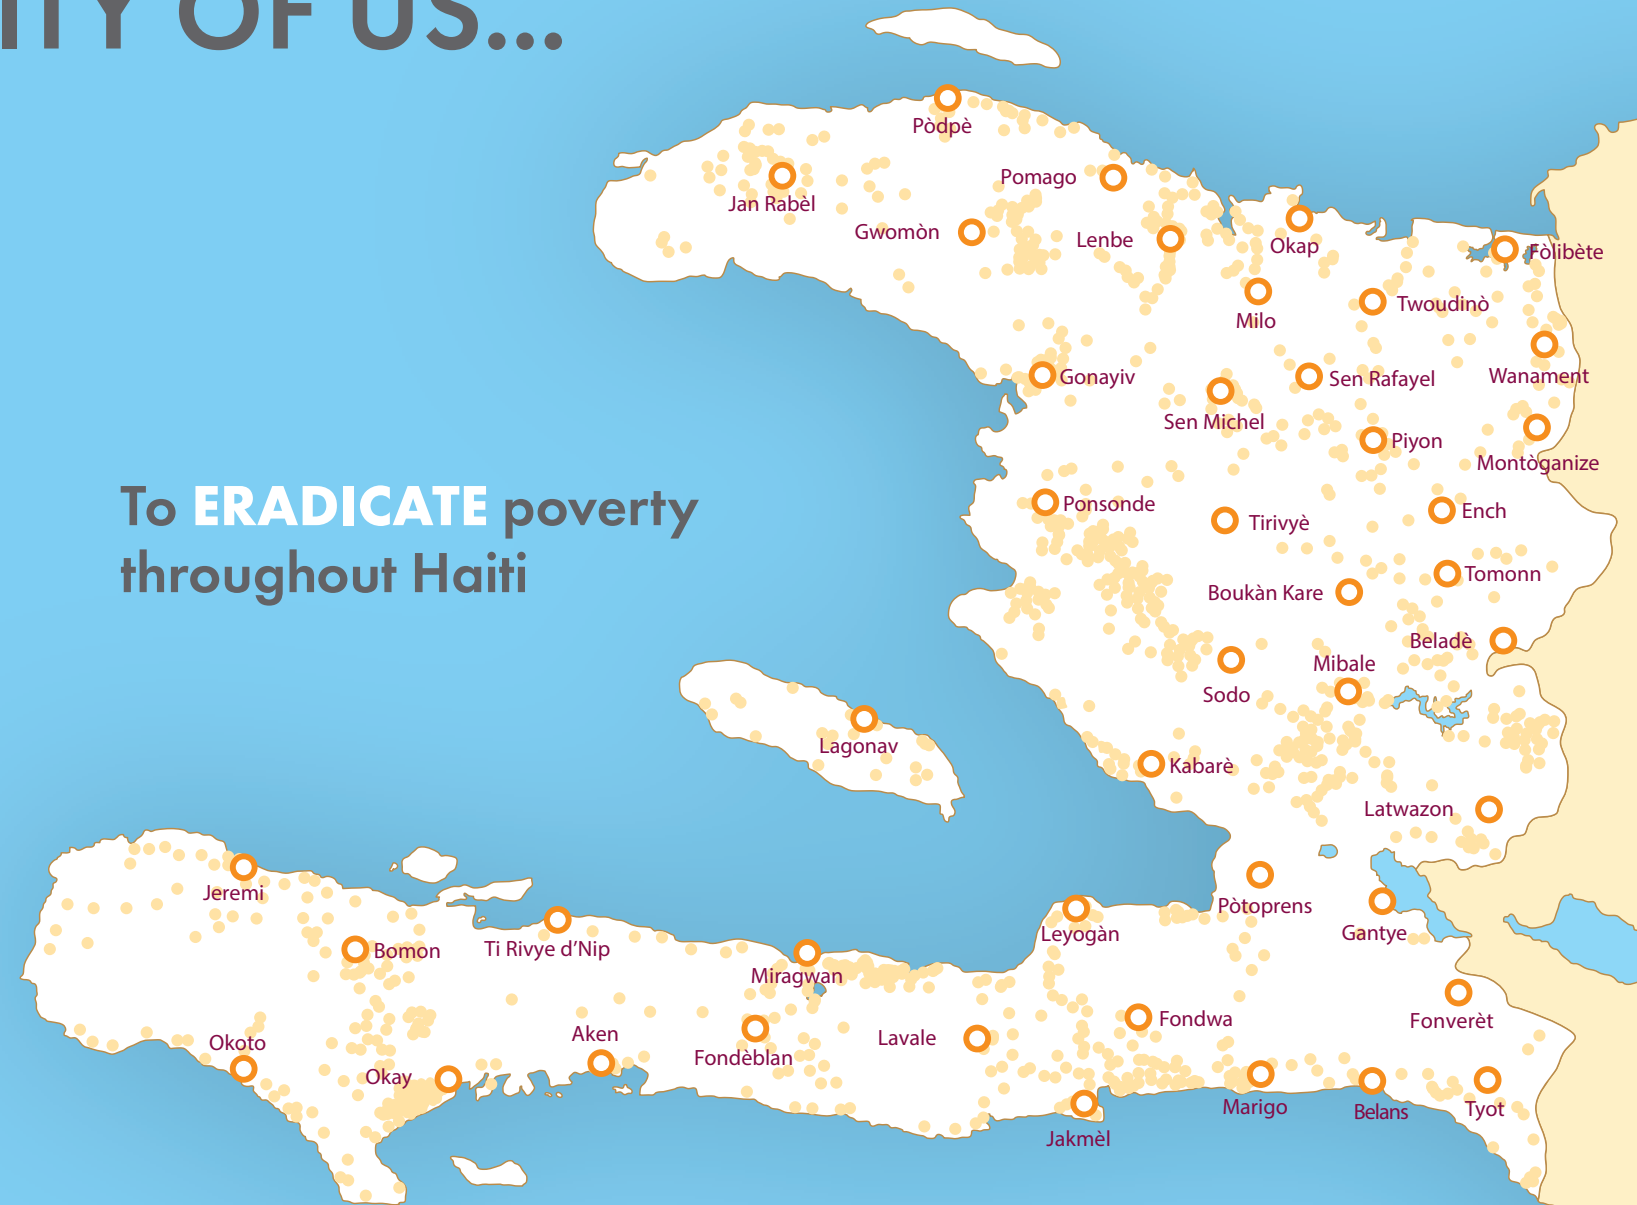 ITY OF US...
Pòdpè
Jan Rabèl
Pomago
Gwomòn
Lenbe
Okap
Fòlibète
Milo
Twoudinò
Gonayiv
Sen Rafayel
Wanament
Sen Michel
Piyon
Montòganize
To ERADICATE poverty
throughout Haiti
Ponsonde
Tirivyè
Ench
Boukàn Kare
Tomonn
Beladè
Mibale
Sodo
Lagonav
Kabarè
Latwazon
Jeremi
Pòtoprens
Gantye
Leyogàn
Bomon
Ti Rivye d'Nip
Miragwan
Fonverèt
Okoto
Aken
Fondèblan
Lavale
Fondwa
Okay
Marigo
Belans
Tyot
Jakmèl